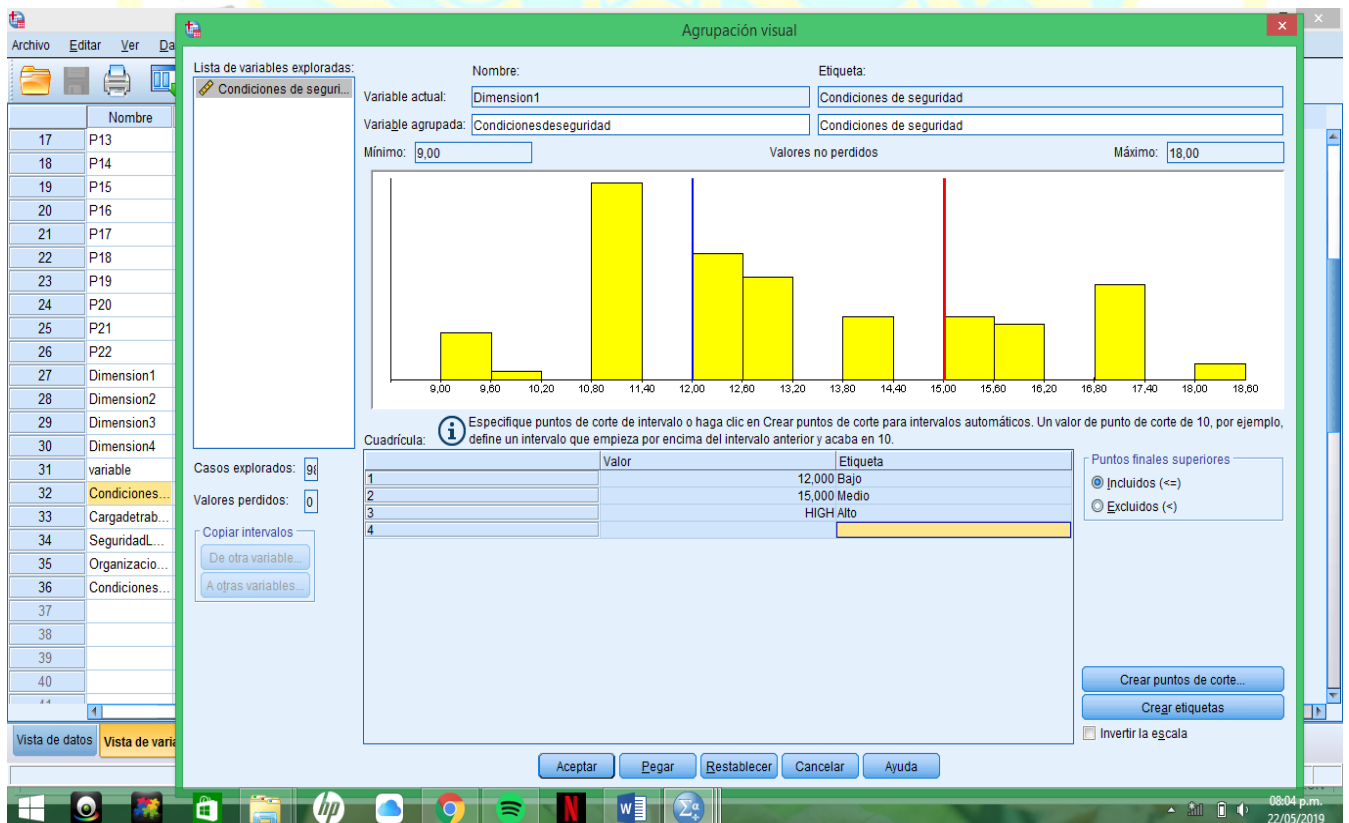 Agrupación visual
Archivo Editar Ver Da
Nombre
17 P13
18 P14
19 P15
20 P16
21 P17
22 P18
23 P19
24 P20
25 P21
26 P22
27 Dimension1
28 Dimension2
29 Dimension3
30 Dimension4
31 variable
32 Condiciones...
33 Cargadetrab...
34 SeguridadL...
35 Organizacio...
36 Condiciones...
37
38
39
40
Vista de datos Vista de varia
Lista de variables exploradas:
Condiciones de seguri...
Casos explorados:
Valores perdidos: 0
Copiar intervalos
De otra variable...
A otras variables...
Nombre: Etiqueta:
Variable actual: Dimension1 Condiciones de seguridad
Variable agrupada: Condicionesdeseguridad Condiciones de seguridad
Mínimo: 9,00 Valores no perdidos Máximo: 18,00
9,00 9,60 10,20 10,80 11,40 12,00 12,60 13,20 13,80 14,40 15,00 15,60 16,20 16,80 17,40 18,00 18,60
Especifique puntos de corte de intervalo o haga clic en Crear puntos de corte para intervalos automáticos. Un valor de punto de corte de 10, por ejemplo,
define un intervalo que empieza por encima del intervalo anterior y acaba en 10.
Cuadrícula:
Valor Etiqueta
1 12,000 Bajo
2 15,000 Medio
3 HIGH Alto
4
Puntos finales superiores
Incluidos (<=)
Excluidos (<)
Crear puntos de corte...
Crear etiquetas
Invertir la escala
Aceptar Pegar Restablecer Cancelar Ayuda
hp
N
W
Σα
08:04 p.m.
22/05/2019